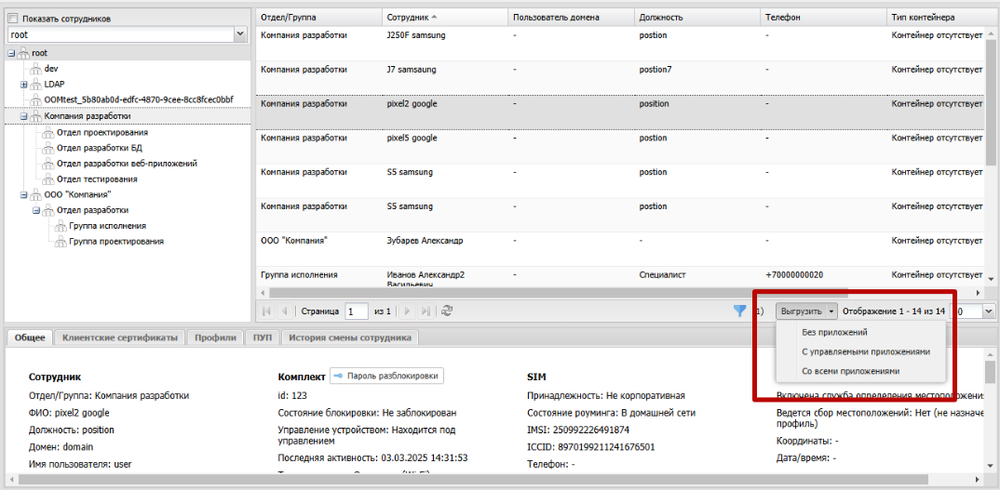 Показать сотрудников
root
root
dev
LDAP
OOMtest_5b80ab0d-edfc-4870-9cee-8cc8fcec0bbf
Компания разработки
Отдел проектирования
Отдел разработки БД
Отдел разработки веб-приложений
Отдел тестирования
ООО "Компания"
Отдел разработки
Группа исполнения
Группа проектирования
Отдел/Группа Сотрудник Пользователь домена Должность Телефон Тип контейнера
Компания разработки J250F samsung - postion - Контейнер отсутствует
Компания разработки J7 samsaung - postion7 - Контейнер отсутствует
Компания разработки pixel2 google - position - Контейнер отсутствует
Компания разработки pixel5 google - postion - Контейнер отсутствует
Компания разработки S5 samsung - postion - Контейнер отсутствует
Компания разработки S5 samsung - postion - Контейнер отсутствует
ООО "Компания" Зубарев Александр - - - Контейнер отсутствует
Группа исполнения Иванов Александр2 - Специалист +70000000020 Контейнер отсутствует
Васильевич
Страница 1 из 1 1) Выгрузить Отображение 1 - 14 из 14 0
Без приложений
С управляемыми приложениями
Со всеми приложениями
Общее Клиентские сертификаты Профили ПУП История смены сотрудника
Сотрудник
Отдел/Группа: Компания разработки
ФИО: pixel2 google
Должность: position
Домен: domain
Имя пользователя: user
Комплект Пароль разблокировки
id: 123
Состояние блокировки: Не заблокирован
Управление устройством: Находится под
управлением
Последняя активность: 03.03.2025 14:31:53
SIM
Принадлежность: Не корпоративная
Состояние роуминга: В домашней сети
IMSI: 250992226491874
ICCID: 8970199211241676501
Телефон: -
Включена служба определения местоположения
Ведется сбор местоположений: Нет (не назначе
профиль)
Координаты: -
Дата/время: -